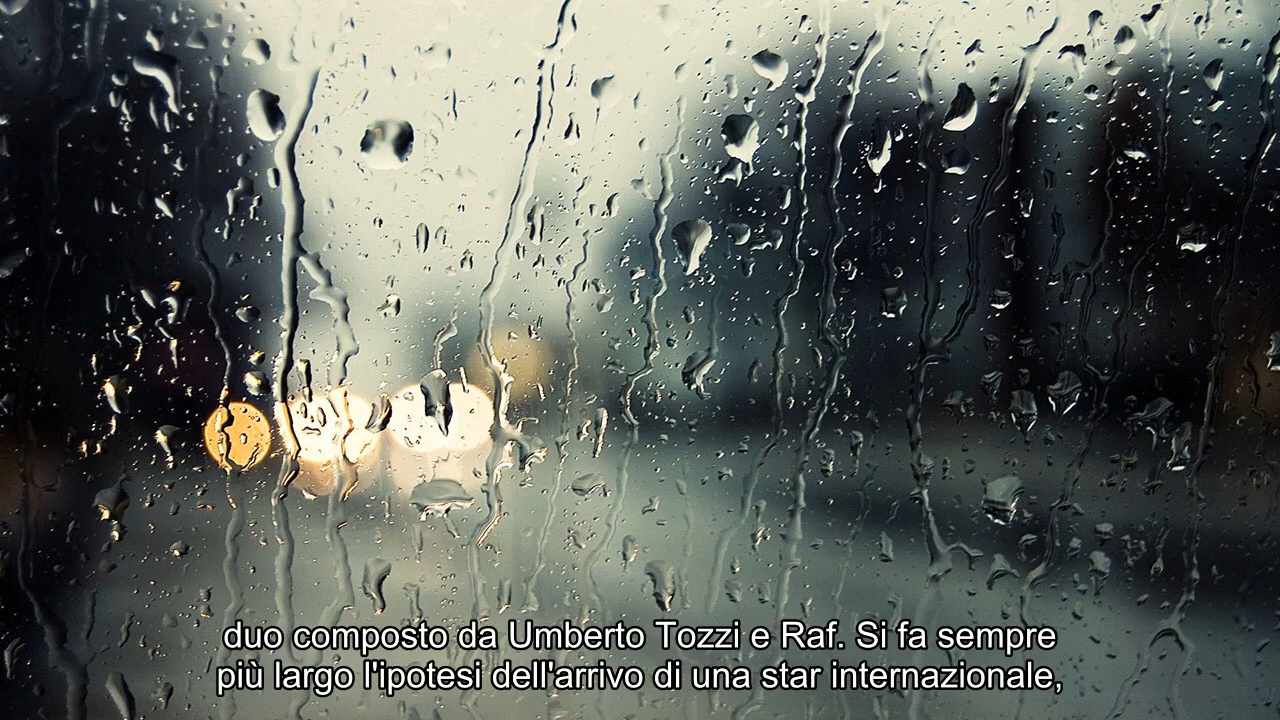 duo composto da Umberto Tozzi e Raf. Si fa sempre
più largo l'ipotesi dell'arrivo di una star internazionale,